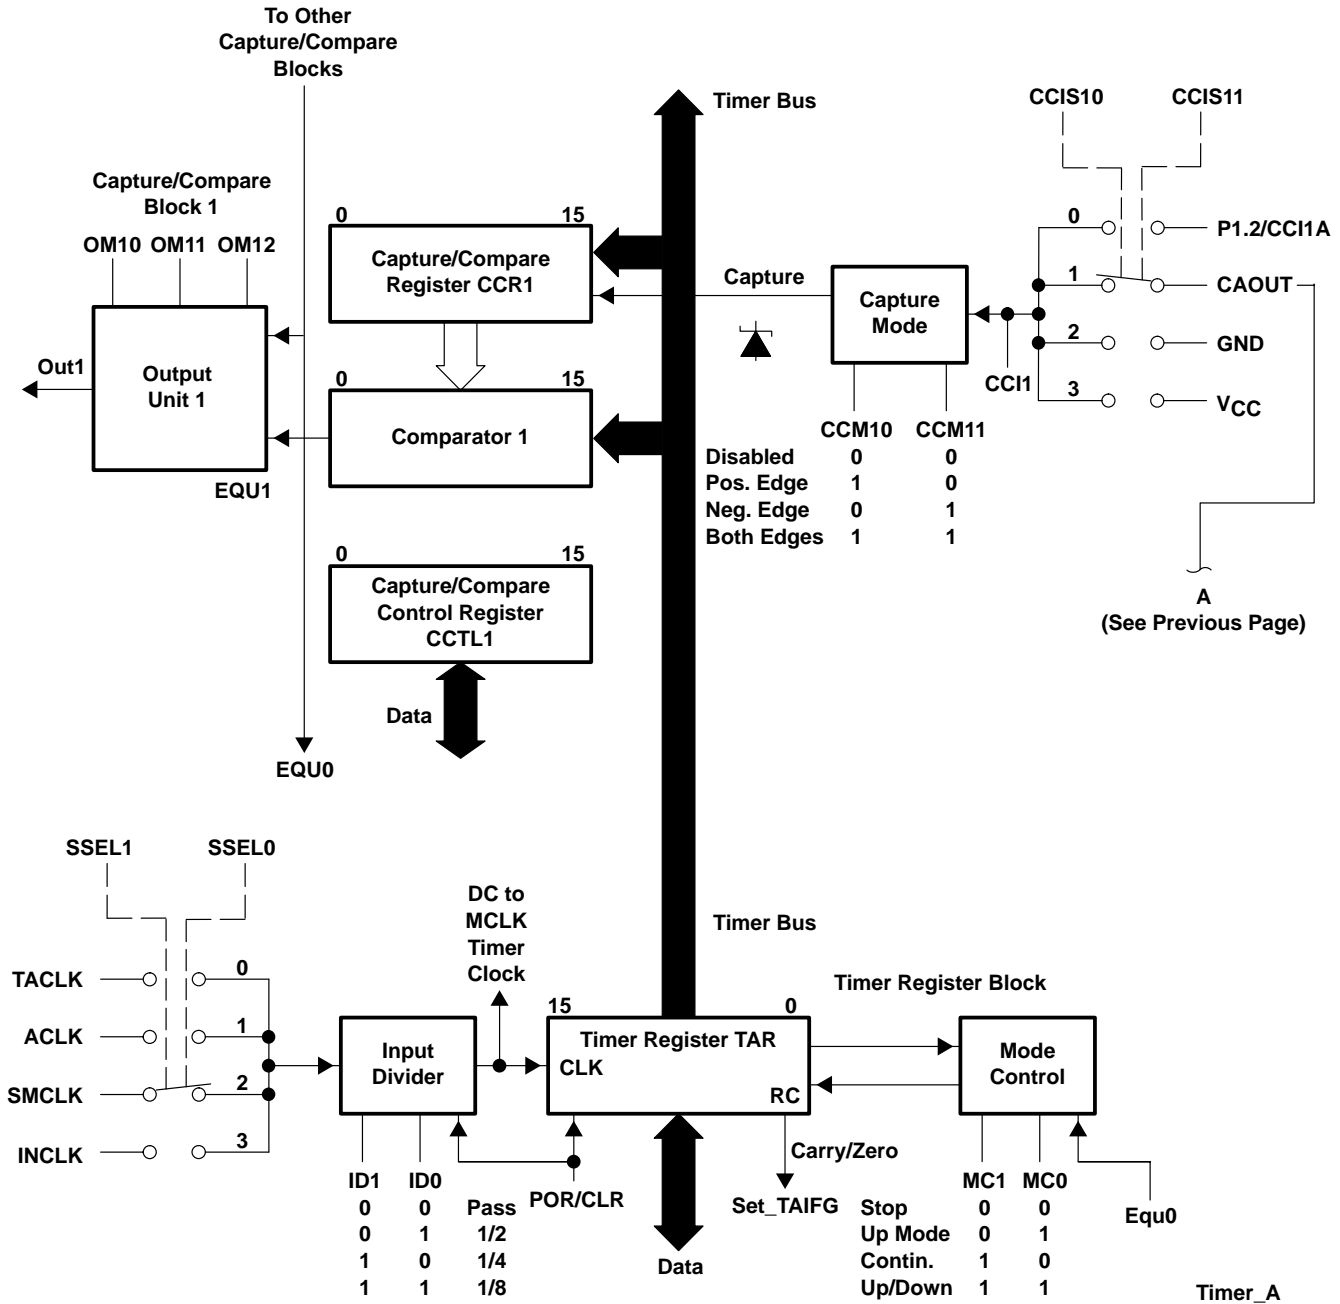 To Other
Capture/Compare
Blocks
Timer Bus
CCIS10 CCIS11
Capture/Compare
Block 1
OM10 OM11 OM12
0 15
Capture/Compare
Register CCR1
Capture
Capture
Mode
0 P1.2/CCI1A
1 CAOUT
2 GND
3 VCC
CCI1
Out1
Output
Unit 1
EQU1
0 15
Comparator 1
CCM10 CCM11
Disabled 0 0
Pos. Edge 1 0
Neg. Edge 0 1
Both Edges 1 1
0 15
Capture/Compare
Control Register
CCTL1
Data
EQU0
A
(See Previous Page)
SSEL1 SSEL0
TACLK 0
ACLK 1
SMCLK 2
INCLK 3
DC to
MCLK
Timer
Clock
Timer Bus
Timer Register Block
Input
Divider
15 0
Timer Register TAR
CLK
RC
Mode
Control
Carry/Zero
Set_TAIFG
POR/CLR
ID1 ID0
0 0 Pass
0 1 1/2
1 0 1/4
1 1 1/8
Data
MC1 MC0
Stop 0 0
Up Mode 0 1
Contin. 1 0
Up/Down 1 1
Equ0
Timer_A